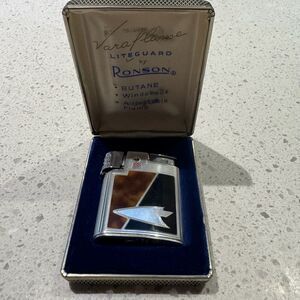 VaraFlame
LITEGUARD
by
RONSON®
• BUTANE
• Windshield
• Adjustable
Flame